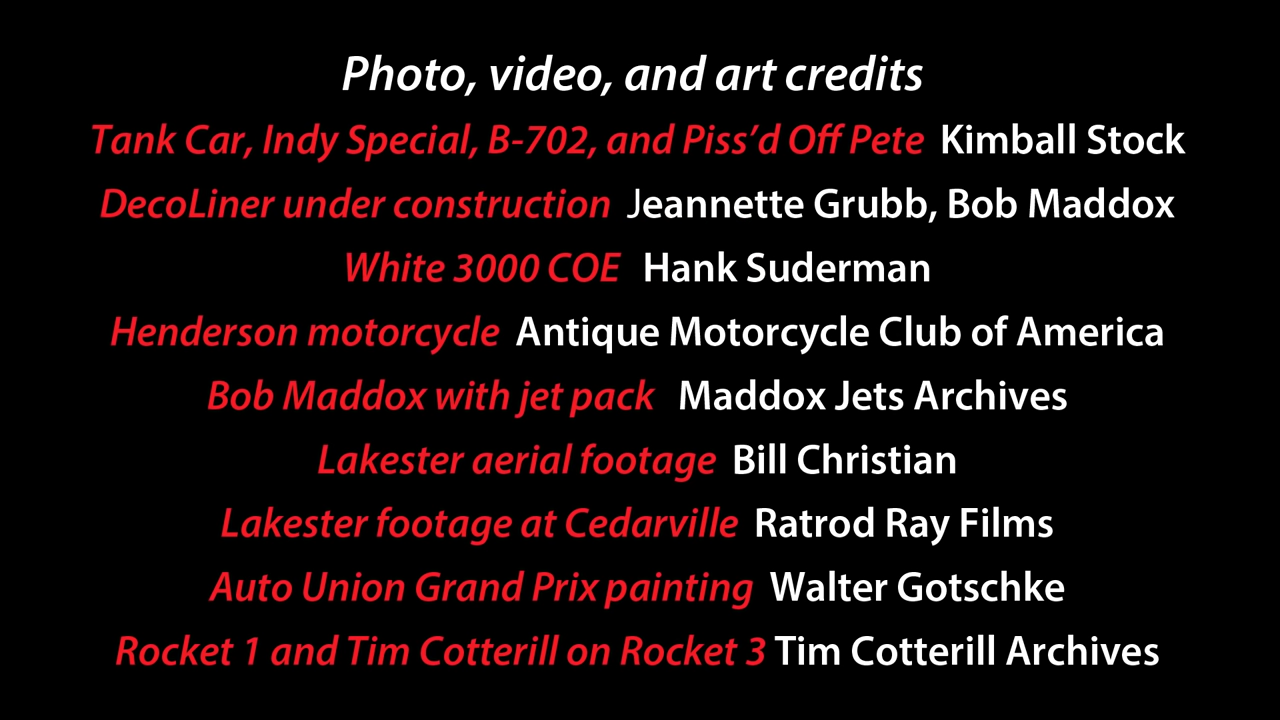 Photo, video, and art credits
Tank Car, Indy Special, B-702, and Piss’d Off Pete Kimball Stock
DecoLiner under construction Jeannette Grubb, Bob Maddox
White 3000 COE Hank Suderman
Henderson motorcycle Antique Motorcycle Club of America
Bob Maddox with jet pack Maddox Jets Archives
Lakester aerial footage Bill Christian
Lakester footage at Cedarville Ratrod Ray Films
Auto Union Grand Prix painting Walter Gotschke
Rocket 1 and Tim Cotterill on Rocket 3 Tim Cotterill Archives